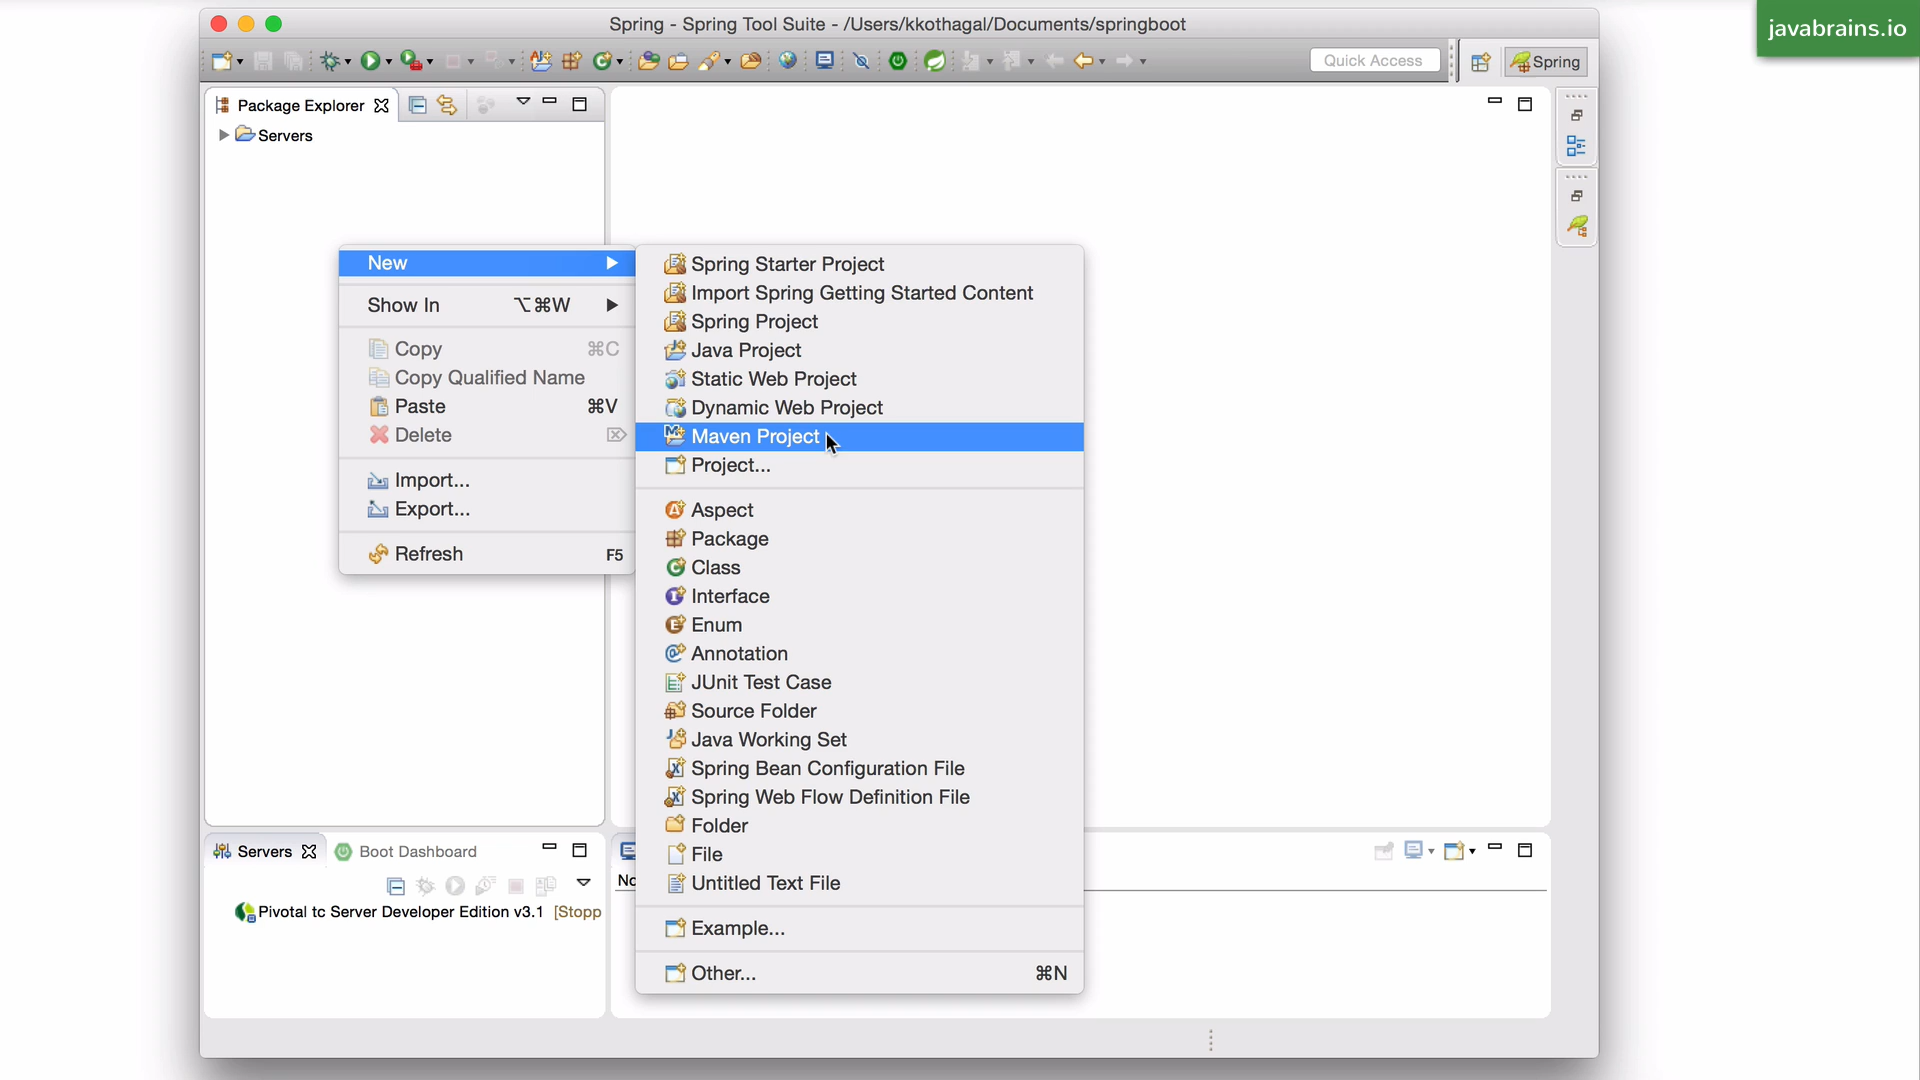 Spring - Spring Tool Suite - /Users/kkothagal/Documents/springboot
javabrains.io
Quick Access
Spring
Package Explorer
Servers
New
Show In ⌥⌘W
Copy ⌘C
Copy Qualified Name
Paste ⌘V
Delete
Import...
Export...
Refresh F5
Spring Starter Project
Import Spring Getting Started Content
Spring Project
Java Project
Static Web Project
Dynamic Web Project
Maven Project
Project...
Aspect
Package
Class
Interface
Enum
Annotation
JUnit Test Case
Source Folder
Java Working Set
Spring Bean Configuration File
Spring Web Flow Definition File
Folder
File
Untitled Text File
Example...
Other... ⌘N
Servers
Boot Dashboard
Pivotal tc Server Developer Edition v3.1 [Stopp